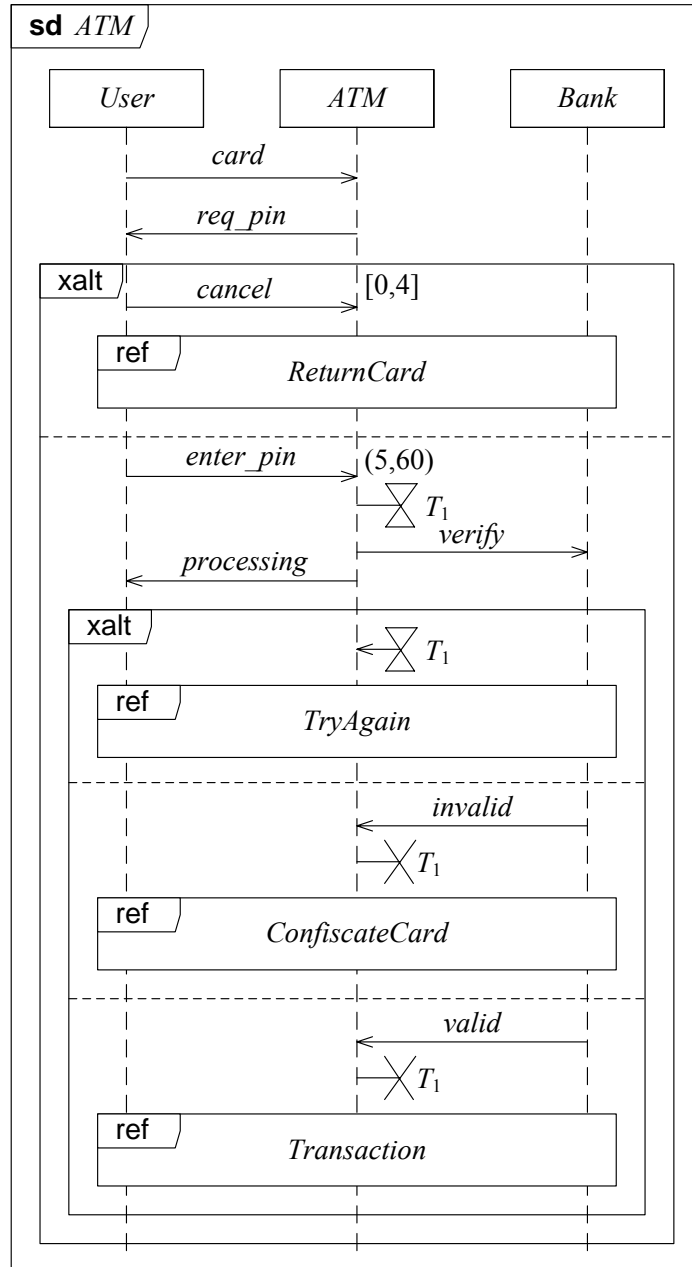 sd ATM
User ATM Bank
card
req_pin
xalt
cancel [0,4]
ref
ReturnCard
enter_pin (5,60)
T1
verify
processing
xalt
T1
ref
TryAgain
invalid
T1
ref
ConfiscateCard
valid
T1
ref
Transaction